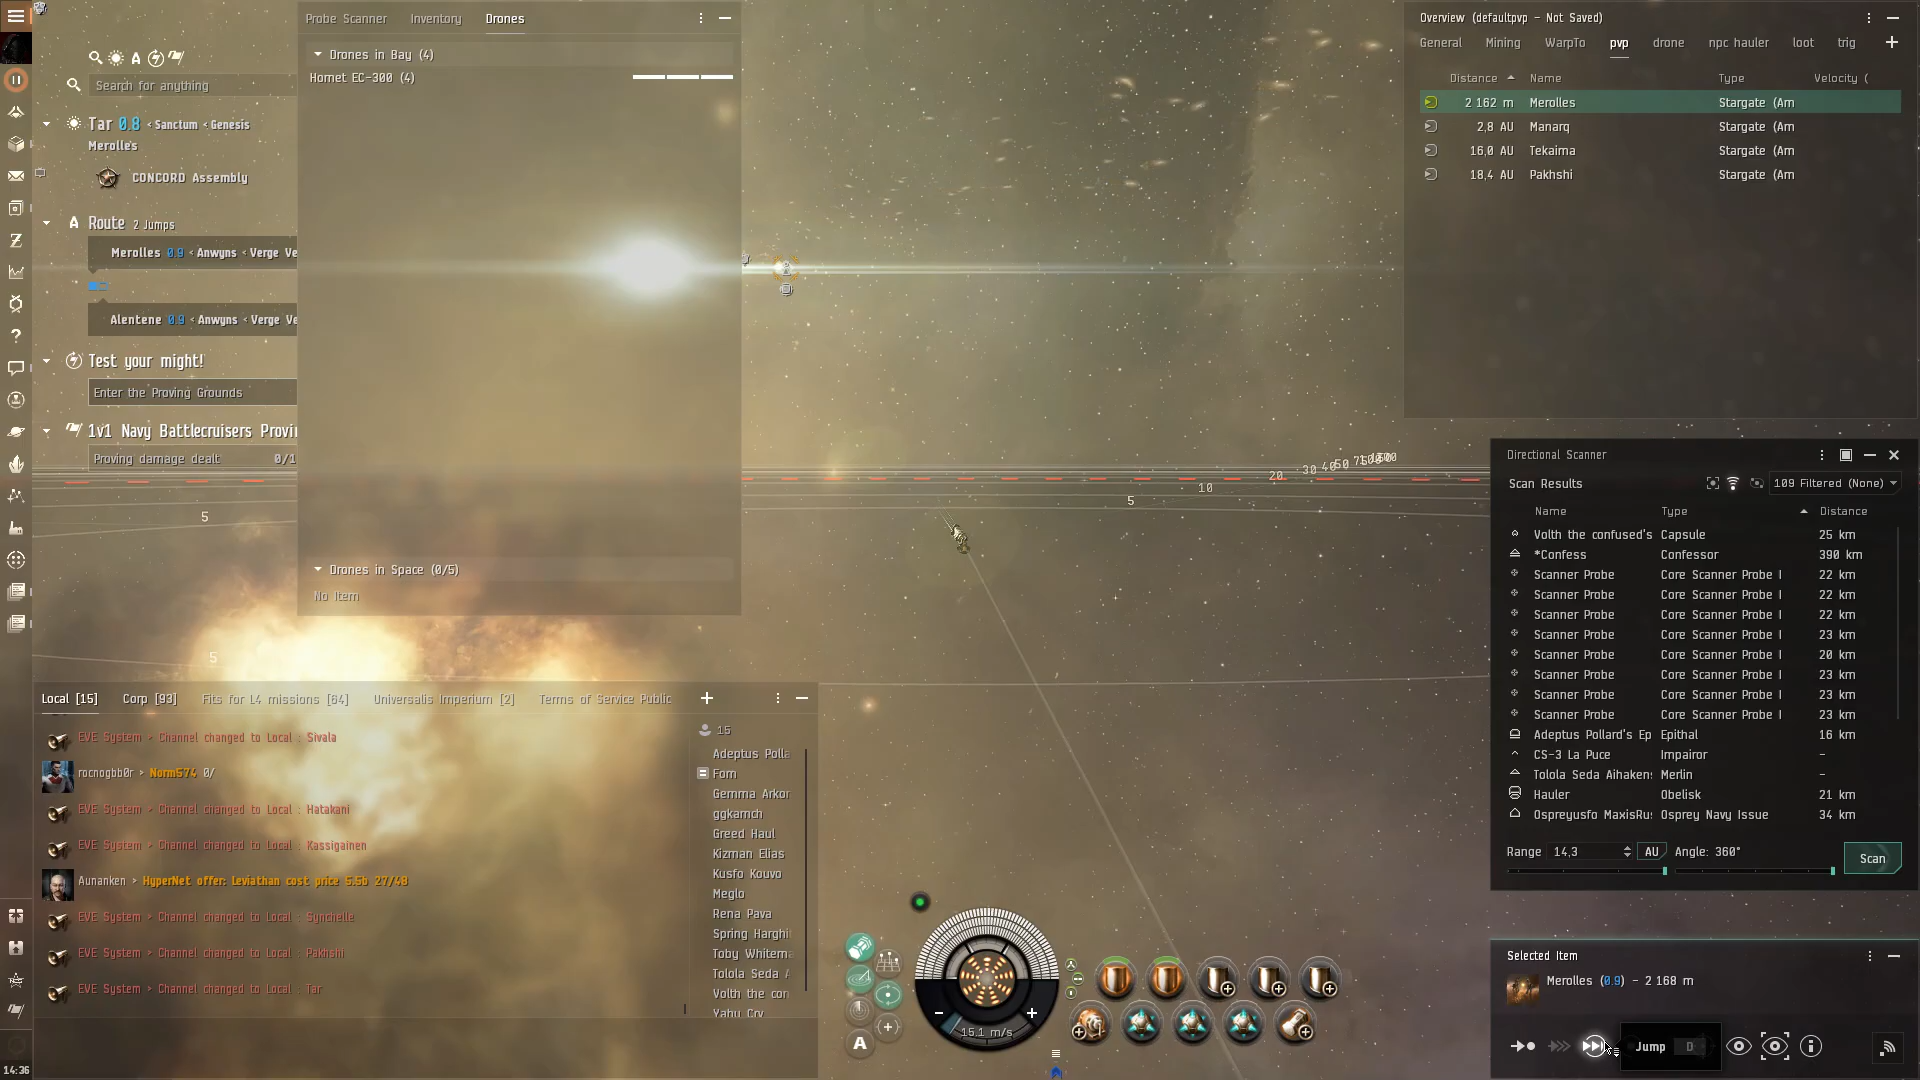 Probe Scanner Inventory Drones
Drones in Bay (4)
Hornet EC-300 (4)
Drones in Space (0/5)
No Item
Search for anything
Tar 0.8 < Sanctum < Genesis
Merolles
CONCORD Assembly
Route 2 Jumps
Merolles 0.9 < Anwyns < Verge Ve
Alentene 0.9 < Anwyns < Verge Ve
Test your might!
Enter the Proving Grounds
1v1 Navy Battlecruisers Provi
Proving damage dealt 0/1
Overview (defaultpvp - Not Saved)
General Mining WarpTo pvp drone npc hauler loot trig
Distance Name Type Velocity (
2 162 m Merolles Stargate (Am
2,8 AU Manarq Stargate (Am
16,0 AU Tekaima Stargate (Am
18,4 AU Pakhshi Stargate (Am
5
5
5
10
20
30
40
50
Directional Scanner
Scan Results 109 Filtered (None)
Name Type Distance
Volth the confused's Capsule 25 km
*Confess Confessor 390 km
Scanner Probe Core Scanner Probe I 22 km
Scanner Probe Core Scanner Probe I 22 km
Scanner Probe Core Scanner Probe I 22 km
Scanner Probe Core Scanner Probe I 23 km
Scanner Probe Core Scanner Probe I 20 km
Scanner Probe Core Scanner Probe I 23 km
Scanner Probe Core Scanner Probe I 23 km
Scanner Probe Core Scanner Probe I 23 km
Adeptus Pollard's Ep Epithal 16 km
CS-3 La Puce Impairor -
Tolola Seda Aihaken: Merlin -
Hauler Obelisk 21 km
Ospreyusfo MaxisRu: Osprey Navy Issue 34 km
Range 14,3 AU Angle: 360°
Scan
Local [15] Corp [93] Fits for L4 missions [64] Universalis Imperium [2] Terms of Service Public
EVE System > Channel changed to Local : Sivala
rocnogbb0r > Norm574 o/
EVE System > Channel changed to Local : Hatakani
EVE System > Channel changed to Local : Kassigainen
Aunanken > HyperNet offer: Leviathan cost price 5.5b 27/48
EVE System > Channel changed to Local : Synchelle
EVE System > Channel changed to Local : Pakhshi
EVE System > Channel changed to Local : Tar
15
Adeptus Polla
Forn
Gemma Arkor
ggkarnch
Greed Haul
Kizman Elias
Kusfo Kouvo
Meglo
Rena Pava
Spring Harghi
Toby Whitema
Tolola Seda A
Volth the con
Yahu Cry
15.1 m/s
A
Selected Item
Merolles (0.9) - 2 168 m
Jump D
14:36